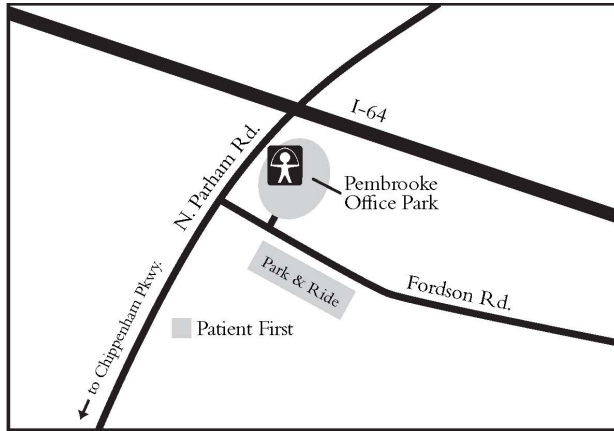 I-64
N. Parham Rd.
Pembrooke
Office Park
Park & Ride
Fordson Rd.
Patient First
to Chippenham Pkwy.